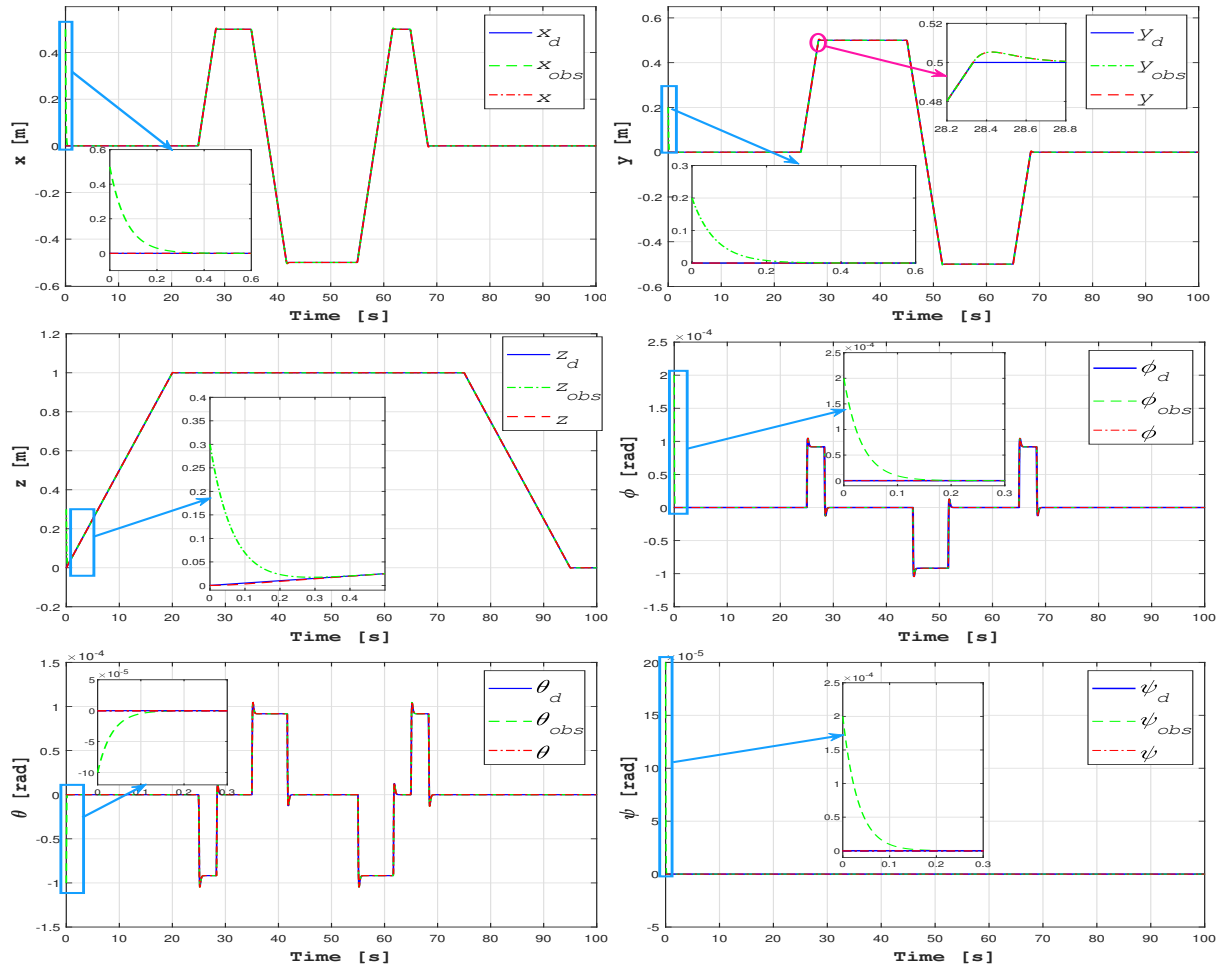 x_d
x_obs
x
x [m]
0.4
0.2
0
-0.2
-0.4
-0.6
0 10 20 30 40 50 60 70 80 90 100
Time [s]
0.6
0.4
0.2
0
0 0.2 0.4 0.6
y_d
y_obs
y
y [m]
0.6
0.4
0.2
0
-0.2
-0.4
-0.6
0 10 20 30 40 50 60 70 80 90 100
Time [s]
0.52
0.5
0.48
28.2 28.4 28.6 28.8
0.3
0.2
0.1
0
0 0.2 0.4 0.6
z_d
z_obs
z
z [m]
1.2
1
0.8
0.6
0.4
0.2
0
-0.2
0 10 20 30 40 50 60 70 80 90 100
Time [s]
0.4
0.35
0.3
0.25
0.2
0.15
0.1
0.05
0
0 0.1 0.2 0.3 0.4
ϕ_d
ϕ_obs
ϕ
ϕ [rad]
×10^-4
2.5
2
1.5
1
0.5
0
-0.5
-1
-1.5
0 10 20 30 40 50 60 70 80 90 100
Time [s]
×10^-4
2.5
2
1.5
1
0.5
0
0 0.1 0.2 0.3
θ_d
θ_obs
θ
θ [rad]
×10^-4
1.5
1
0.5
0
-0.5
-1
-1.5
0 10 20 30 40 50 60 70 80 90 100
Time [s]
×10^-5
5
0
-5
-10
0 0.1 0.2 0.3
ψ_d
ψ_obs
ψ
ψ [rad]
×10^-5
20
15
10
5
0
-5
0 10 20 30 40 50 60 70 80 90 100
Time [s]
×10^-4
2.5
2
1.5
1
0.5
0
0 0.1 0.2 0.3